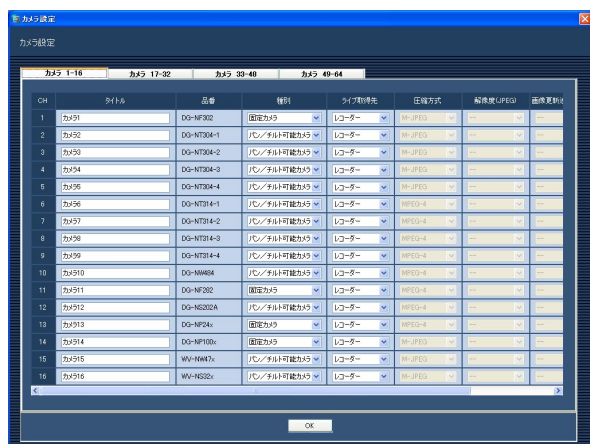 カメラ設定
カメラ設定
カメラ 1-16 カメラ 17-32 カメラ 33-48 カメラ 49-64
CH タイトル 品番 種別 ライブ取得先 圧縮方式 解像度(JPEG) 画像更新速
1 カメラ1 DG-NF302 固定カメラ レコーダー M-JPEG ---  ---
2 カメラ2 DG-NT304-1 パン/チルト可能カメラ レコーダー M-JPEG --- ---
3 カメラ3 DG-NT304-2 パン/チルト可能カメラ レコーダー M-JPEG --- ---
4 カメラ4 DG-NT304-3 パン/チルト可能カメラ レコーダー M-JPEG --- ---
5 カメラ5 DG-NT304-4 パン/チルト可能カメラ レコーダー M-JPEG --- ---
6 カメラ6 DG-NT314-1 パン/チルト可能カメラ レコーダー MPEG-4 --- ---
7 カメラ7 DG-NT314-2 パン/チルト可能カメラ レコーダー MPEG-4 --- ---
8 カメラ8 DG-NT314-3 パン/チルト可能カメラ レコーダー MPEG-4 --- ---
9 カメラ9 DG-NT314-4 パン/チルト可能カメラ レコーダー MPEG-4 --- ---
10 カメラ10 DG-NW484 パン/チルト可能カメラ レコーダー MPEG-4 --- ---
11 カメラ11 DG-NF282 固定カメラ レコーダー MPEG-4 --- ---
12 カメラ12 DG-NS202A パン/チルト可能カメラ レコーダー MPEG-4 --- ---
13 カメラ13 DG-NP24x 固定カメラ レコーダー MPEG-4 --- ---
14 カメラ14 DG-NP100x 固定カメラ レコーダー M-JPEG --- ---
15 カメラ15 WV-NW47x パン/チルト可能カメラ レコーダー M-JPEG --- ---
16 カメラ16 WV-NS32x パン/チルト可能カメラ レコーダー M-JPEG --- ---
OK